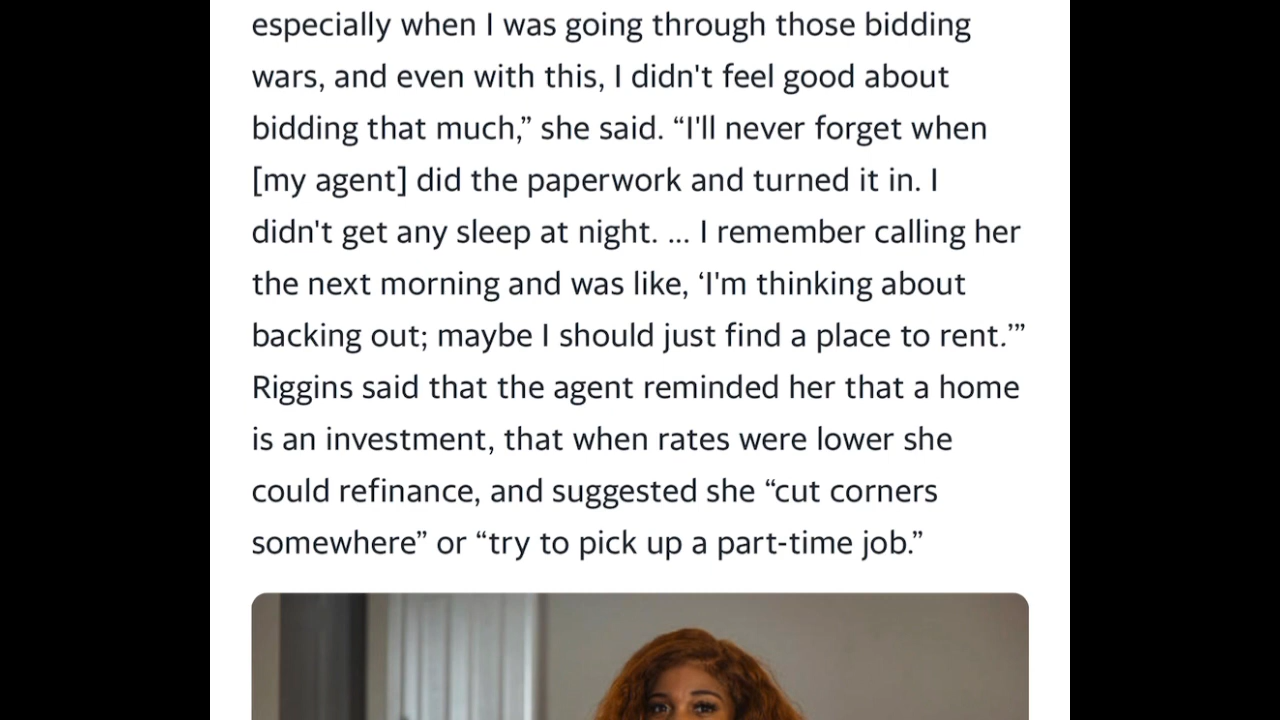 especially when I was going through those bidding
wars, and even with this, I didn't feel good about
bidding that much,” she said. “I'll never forget when
[my agent] did the paperwork and turned it in. I
didn't get any sleep at night. ... I remember calling her
the next morning and was like, ‘I'm thinking about
backing out; maybe I should just find a place to rent.’”
Riggins said that the agent reminded her that a home
is an investment, that when rates were lower she
could refinance, and suggested she “cut corners
somewhere” or “try to pick up a part-time job.”